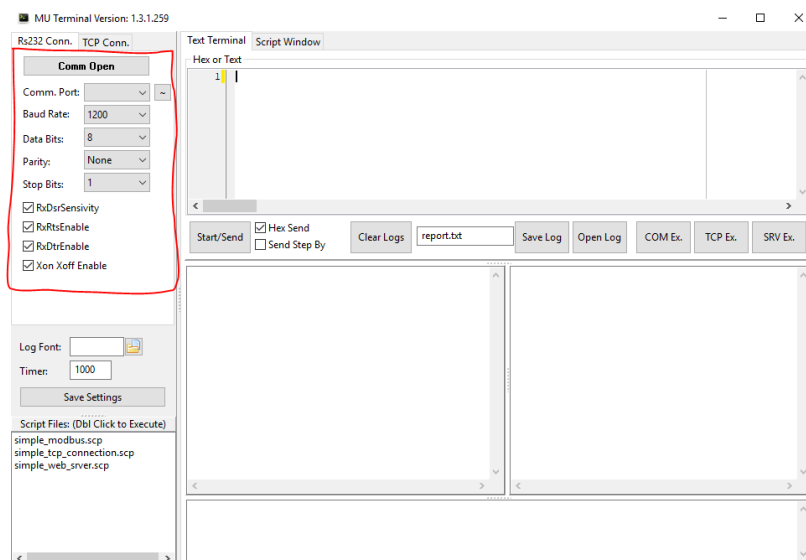 MU Terminal Version: 1.3.1.259
Rs232 Conn. TCP Conn.
Comm Open
Comm. Port: ~
Baud Rate: 1200
Data Bits: 8
Parity: None
Stop Bits: 1
RxDsrSensivity
RxRtsEnable
RxDtrEnable
Xon Xoff Enable
Log Font:
Timer: 1000
Save Settings
Script Files: (Dbl Click to Execute)
simple_modbus.scp
simple_tcp_connection.scp
simple_web_srver.scp
Text Terminal Script Window
Hex or Text
1
Start/Send Hex Send Send Step By Clear Logs report.txt Save Log Open Log COM Ex. TCP Ex. SRV Ex.